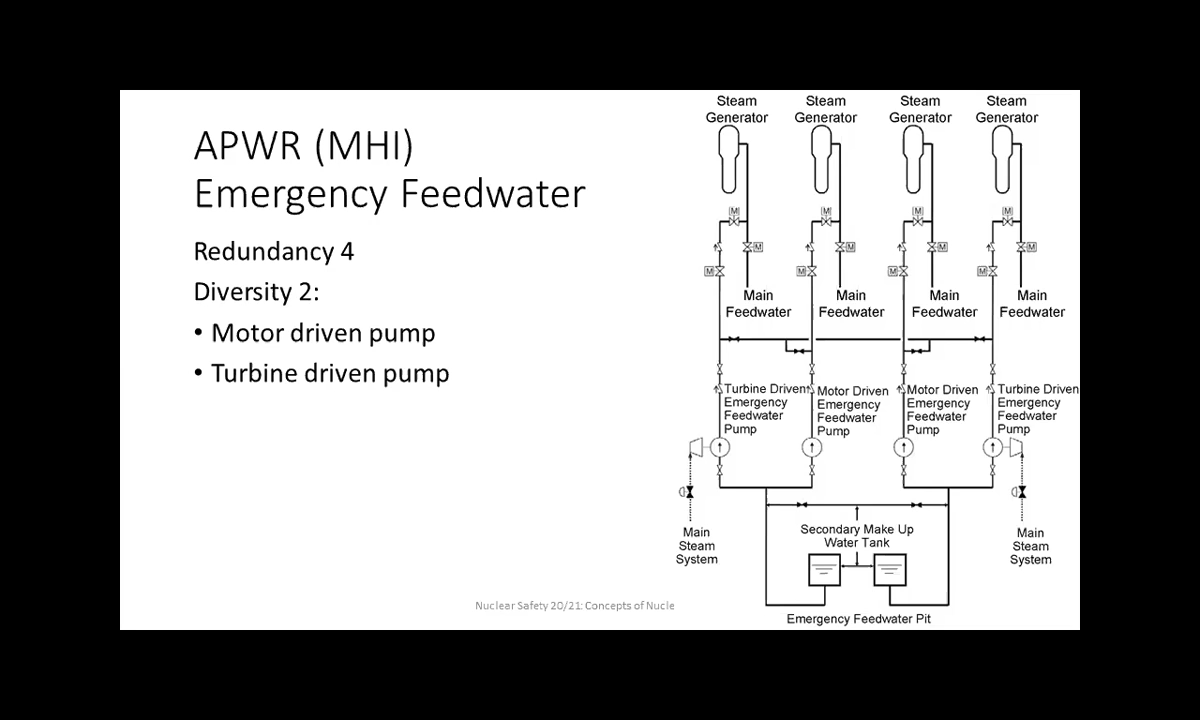 APWR (MHI)
Emergency Feedwater
Redundancy 4
Diversity 2:
• Motor driven pump
• Turbine driven pump
Steam
Generator
Steam
Generator
Steam
Generator
Steam
Generator
M
M
M
M
M
M
M
M
M
M
M
M
Main
Feedwater
Main
Feedwater
Main
Feedwater
Main
Feedwater
Turbine Driven
Emergency
Feedwater
Pump
Motor Driven
Emergency
Feedwater
Pump
Motor Driven
Emergency
Feedwater
Pump
Turbine Driven
Emergency
Feedwater
Pump
Main
Steam
System
Secondary Make Up
Water Tank
Main
Steam
System
Emergency Feedwater Pit
Nuclear Safety 20/21: Concepts of Nucle